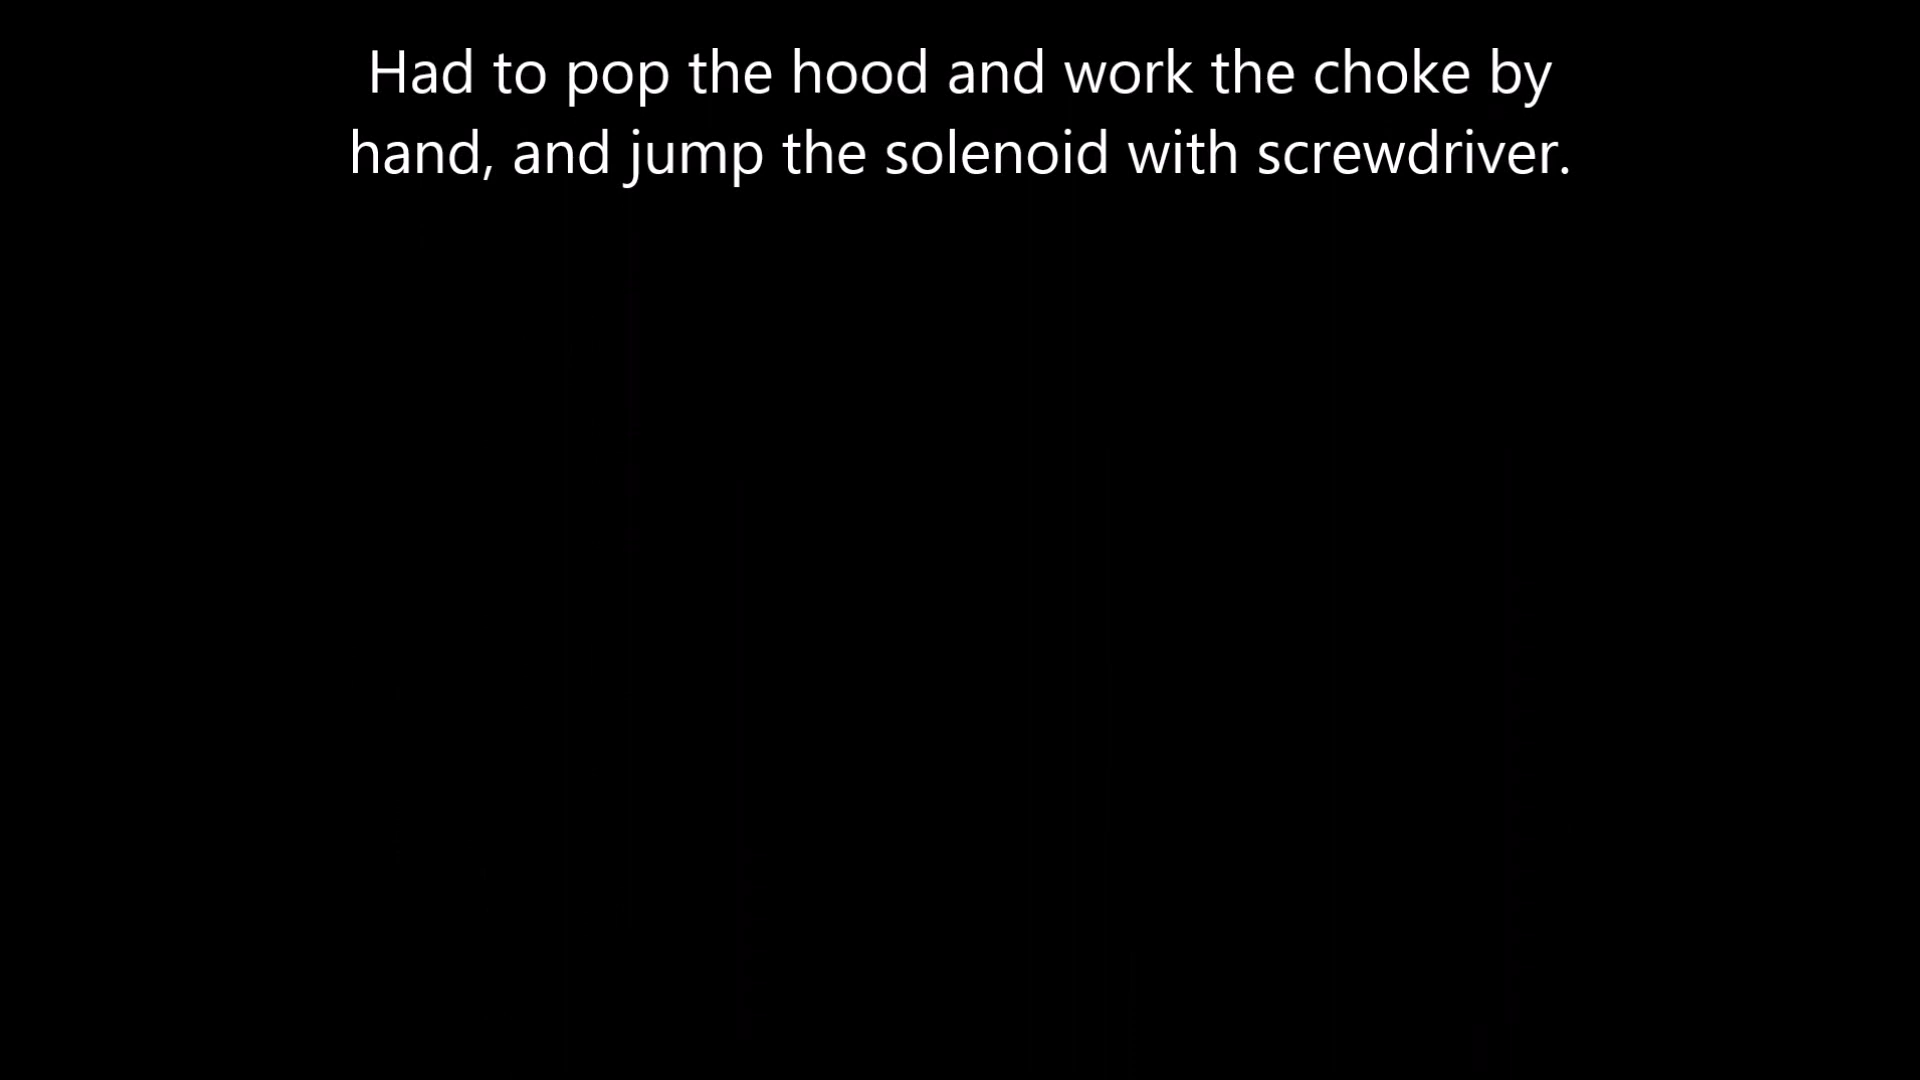 Had to pop the hood and work the choke by
hand, and jump the solenoid with screwdriver.